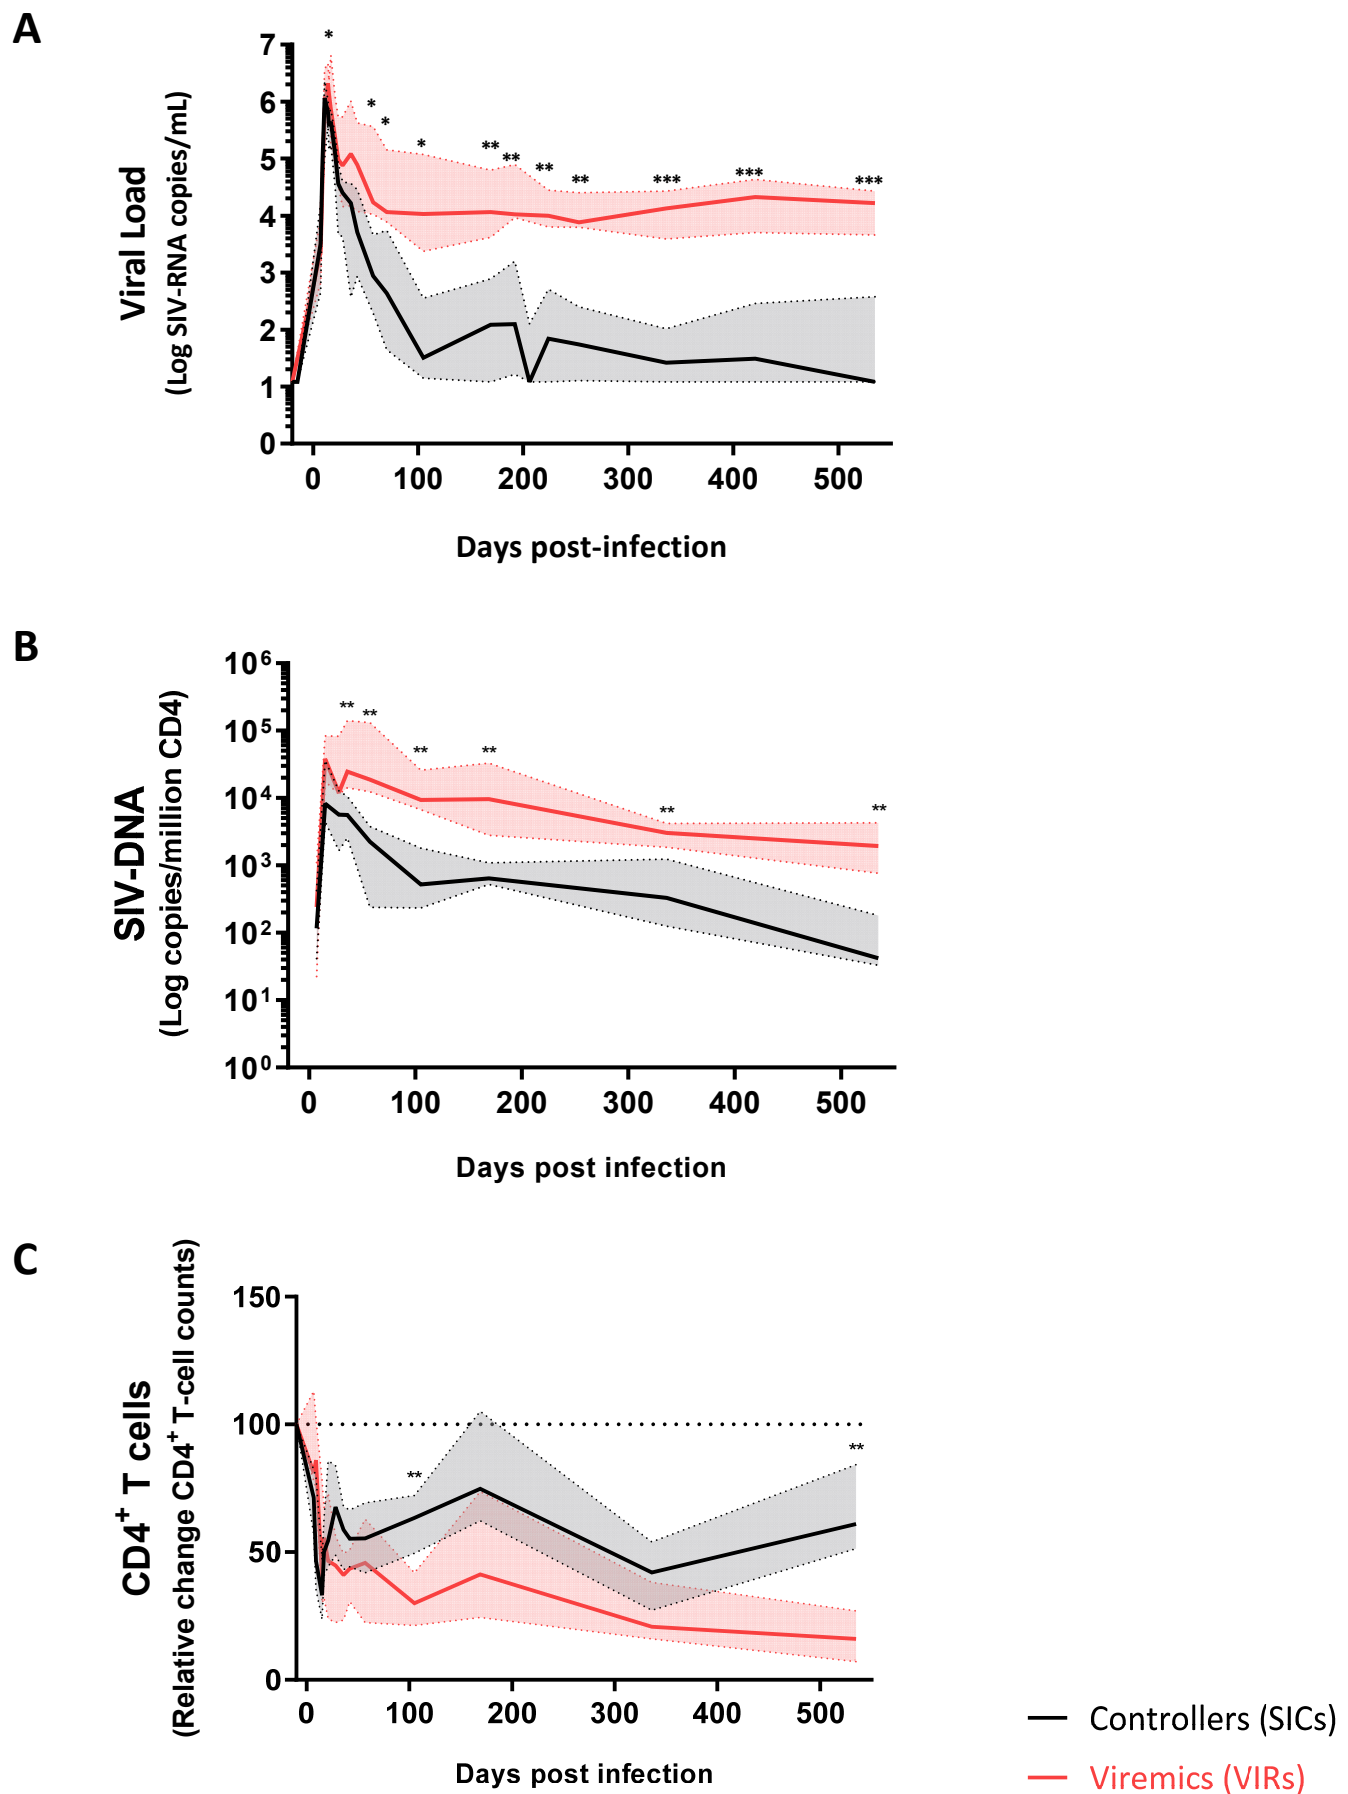 A
Viral Load
(Log SIV-RNA copies/mL)
7
6
5
4
3
2
1
0
*
*
*
*
**
**
**
**
***
***
***
0 100 200 300 400 500
Days post-infection
B
SIV-DNA
(Log copies/million CD4)
10⁶
10⁵
10⁴
10³
10²
10¹
10⁰
**
**
**
**
**
**
0 100 200 300 400 500
Days post infection
C
CD4⁺ T cells
(Relative change CD4⁺ T-cell counts)
150
100
50
0
**
**
0 100 200 300 400 500
Days post infection
Controllers (SICs)
Viremics (VIRs)